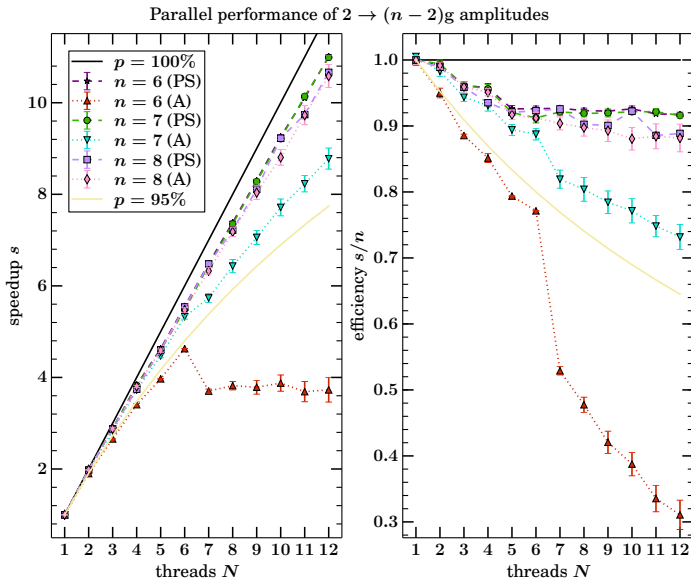 Parallel performance of 2 → (n − 2)g amplitudes
p = 100%
n = 6 (PS)
n = 6 (A)
n = 7 (PS)
n = 7 (A)
n = 8 (PS)
n = 8 (A)
p = 95%
speedup s
10
8
6
4
2
1 2 3 4 5 6 7 8 9 10 11 12
threads N
efficiency s/n
1.0
0.9
0.8
0.7
0.6
0.5
0.4
0.3
1 2 3 4 5 6 7 8 9 10 11 12
threads N